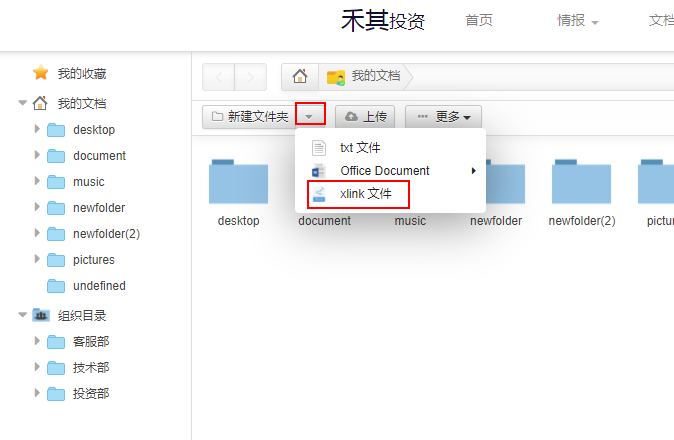 禾其投资
首页
情报
文档
我的收藏
我的文档
desktop
document
music
newfolder
newfolder(2)
pictures
undefined
组织目录
客服部
技术部
投资部
我的文档
新建文件夹
上传
更多
txt 文件
Office Document
xlink 文件
desktop
document
music
newfolder
newfolder(2)
pictur